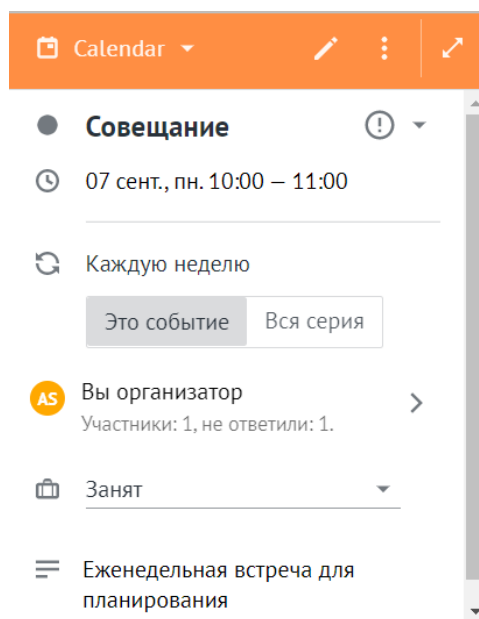 Calendar
Совещание
07 сент., пн. 10:00 — 11:00
Каждую неделю
Это событие Вся серия
AS Вы организатор
Участники: 1, не ответили: 1.
Занят
Еженедельная встреча для
планирования